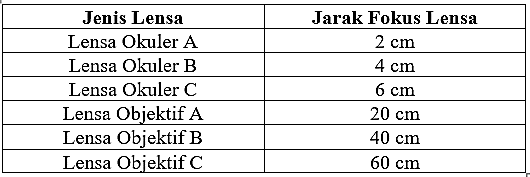 Jenis Lensa Jarak Fokus Lensa
Lensa Okuler A 2 cm
Lensa Okuler B 4 cm
Lensa Okuler C 6 cm
Lensa Objektif A 20 cm
Lensa Objektif B 40 cm
Lensa Objektif C 60 cm